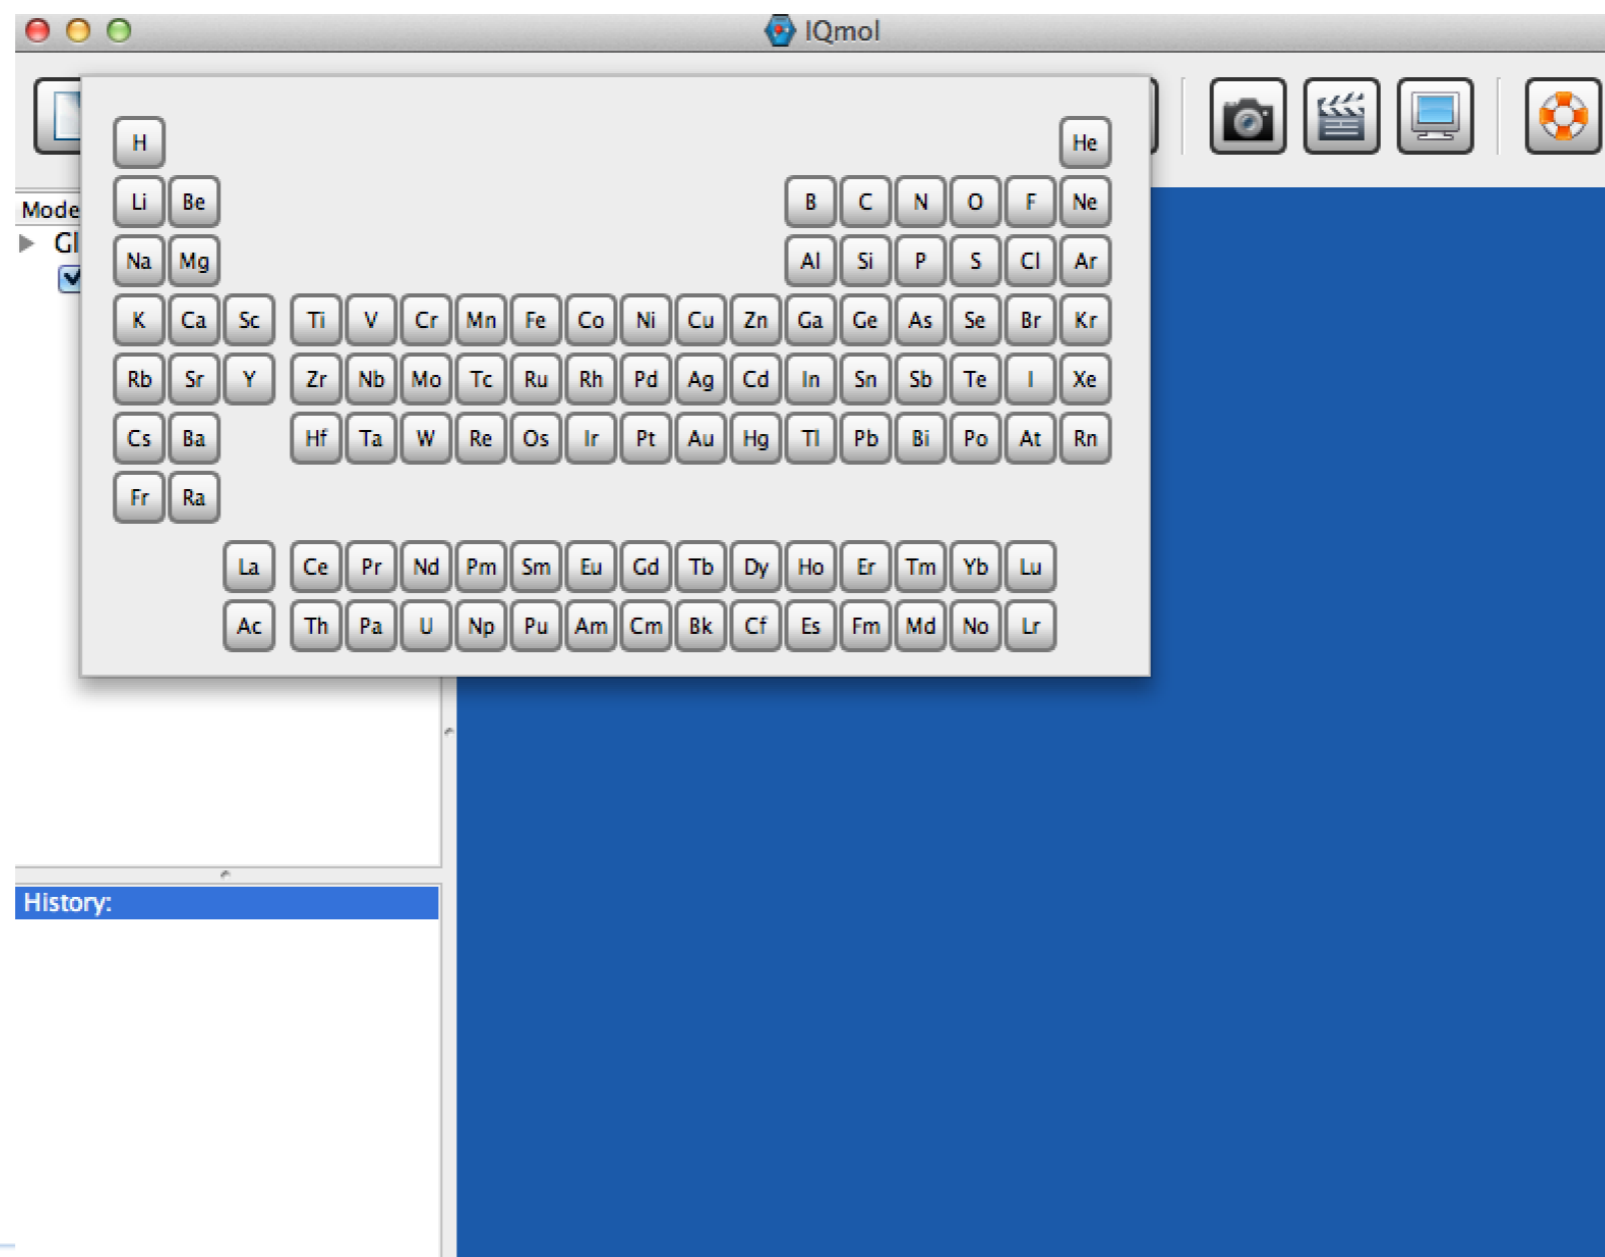 IQmol
H He
Li Be B C N O F Ne
Mode
Na Mg Al Si P S Cl Ar
Gl
K Ca Sc Ti V Cr Mn Fe Co Ni Cu Zn Ga Ge As Se Br Kr
Rb Sr Y Zr Nb Mo Tc Ru Rh Pd Ag Cd In Sn Sb Te I Xe
Cs Ba Hf Ta W Re Os Ir Pt Au Hg Tl Pb Bi Po At Rn
Fr Ra
La Ce Pr Nd Pm Sm Eu Gd Tb Dy Ho Er Tm Yb Lu
Ac Th Pa U Np Pu Am Cm Bk Cf Es Fm Md No Lr
History: